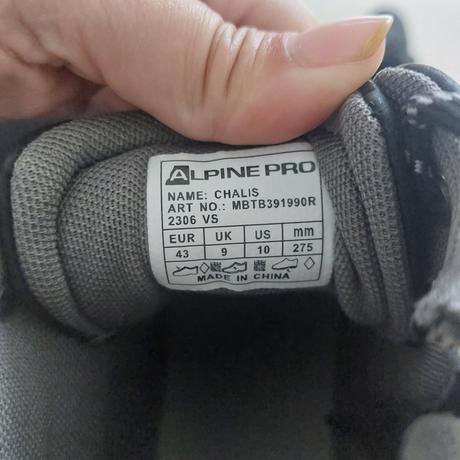 ALPINE PRO
NAME: CHALIS
ART NO.: MBTB391990R
2306 VS
EUR UK US mm
43 9 10 275
MADE IN CHINA